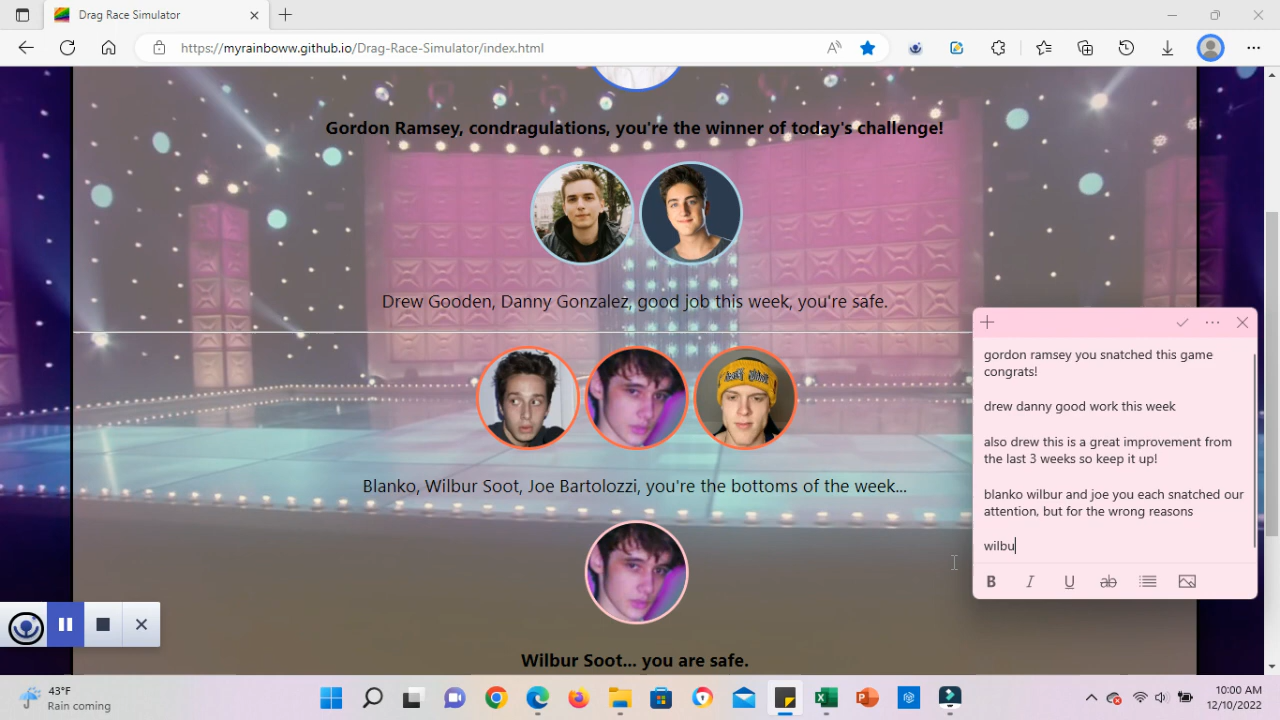 Drag Race Simulator
https://myrainboww.github.io/Drag-Race-Simulator/index.html
Gordon Ramsey, condragulations, you're the winner of today's challenge!
Drew Gooden, Danny Gonzalez, good job this week, you're safe.
Blanko, Wilbur Soot, Joe Bartolozzi, you're the bottoms of the week...
Wilbur Soot... you are safe.
gordon ramsey you snatched this game
congrats!
drew danny good work this week
also drew this is a great improvement from
the last 3 weeks so keep it up!
blanko wilbur and joe you each snatched our
attention, but for the wrong reasons
wilbu
B I U ab
43°F
Rain coming
10:00 AM
12/10/2022